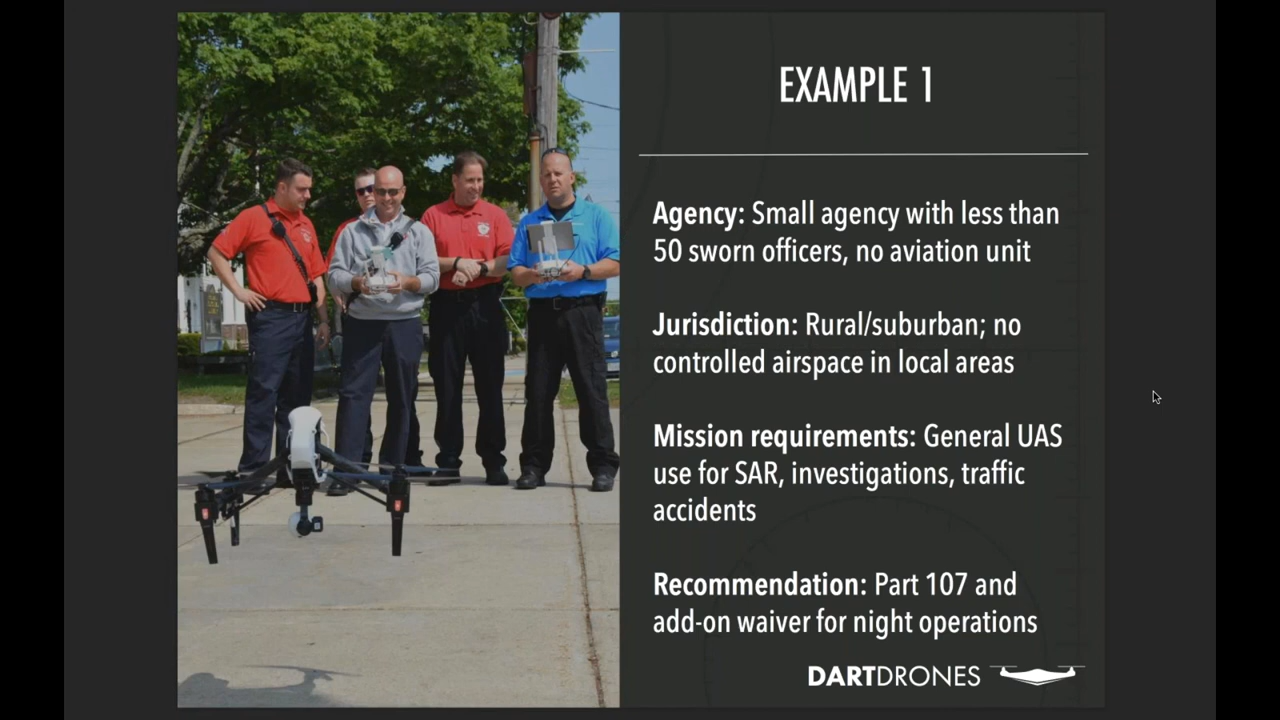 EXAMPLE 1
Agency: Small agency with less than
50 sworn officers, no aviation unit
Jurisdiction: Rural/suburban; no
controlled airspace in local areas
Mission requirements: General UAS
use for SAR, investigations, traffic
accidents
Recommendation: Part 107 and
add-on waiver for night operations
DARTDRONES